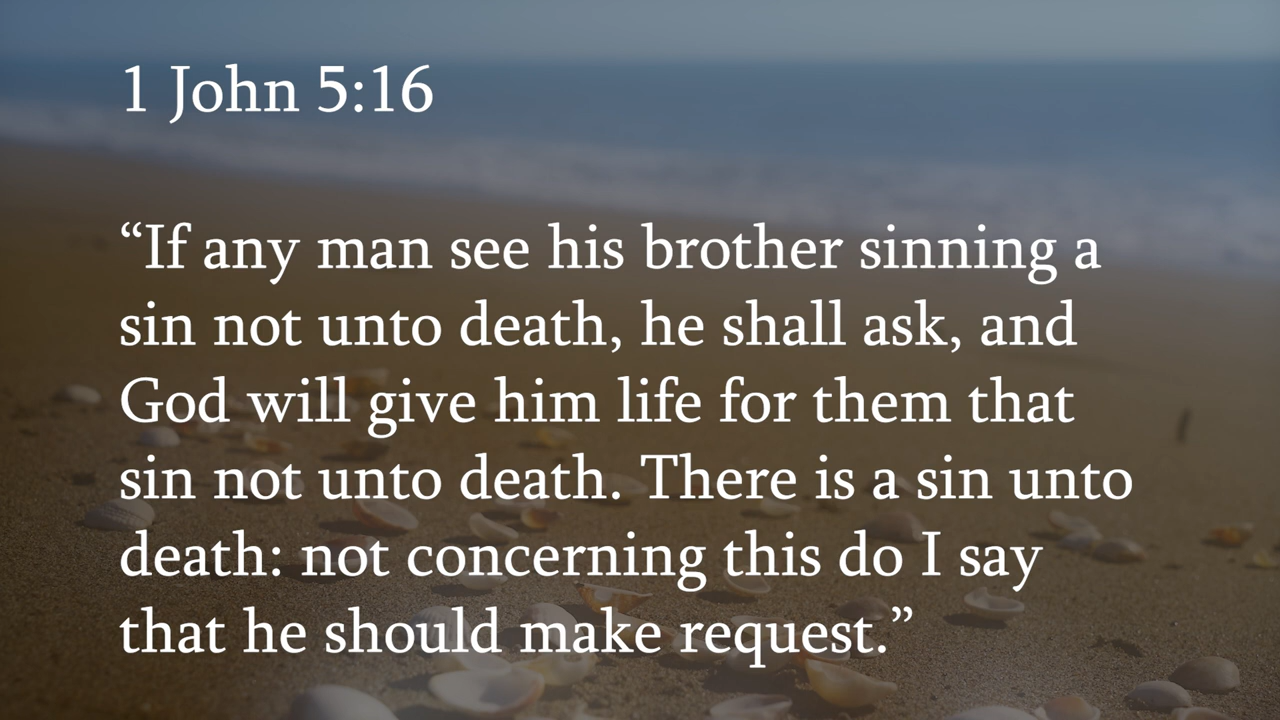 1 John 5:16
“If any man see his brother sinning a
sin not unto death, he shall ask, and
God will give him life for them that
sin not unto death. There is a sin unto
death: not concerning this do I say
that he should make request.”